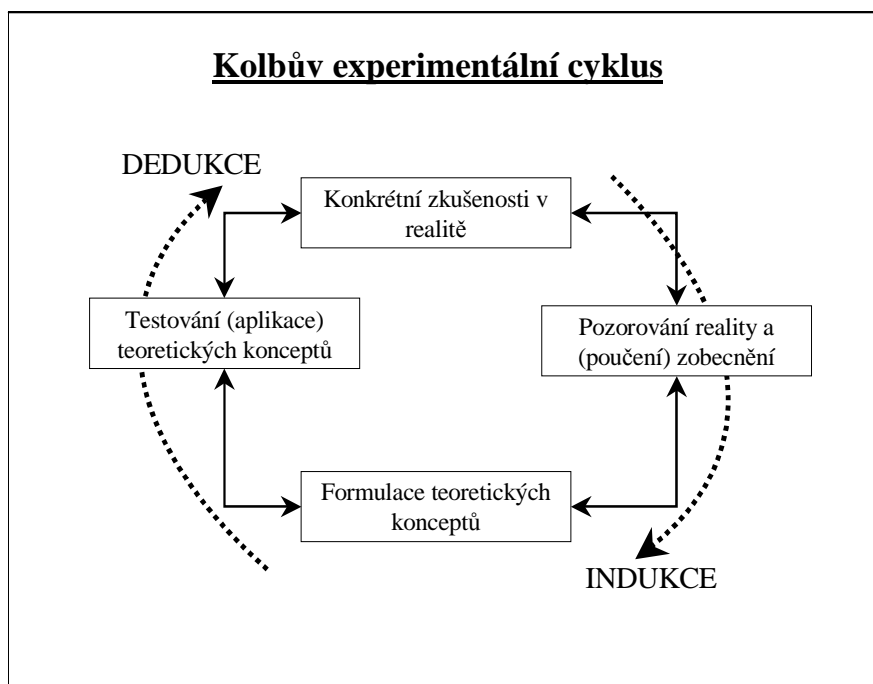 Kolbův experimentální cyklus
DEDUKCE
Konkrétní zkušenosti v
realitě
Testování (aplikace)
teoretických konceptů
Pozorování reality a
(poučení) zobecnění
Formulace teoretických
konceptů
INDUKCE